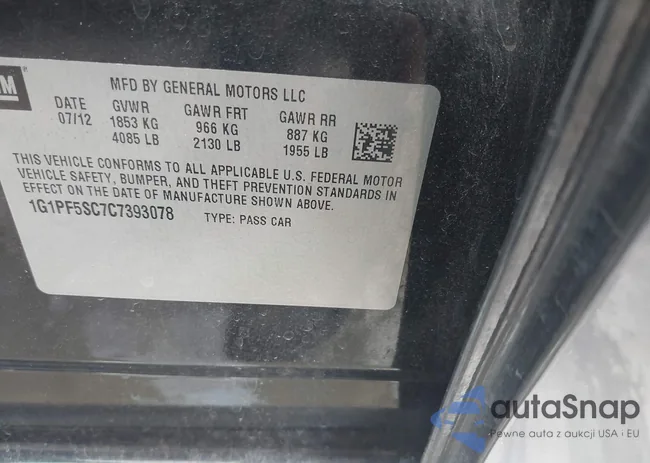 GM
MFD BY GENERAL MOTORS LLC
DATE GVWR GAWR FRT GAWR RR
07/12 1853 KG 966 KG 887 KG
4085 LB 2130 LB 1955 LB
THIS VEHICLE CONFORMS TO ALL APPLICABLE U.S. FEDERAL MOTOR
VEHICLE SAFETY, BUMPER, AND THEFT PREVENTION STANDARDS IN
EFFECT ON THE DATE OF MANUFACTURE SHOWN ABOVE.
1G1PF5SC7C7393078 TYPE: PASS CAR
autaSnap
Pewne auta z aukcji USA i EU